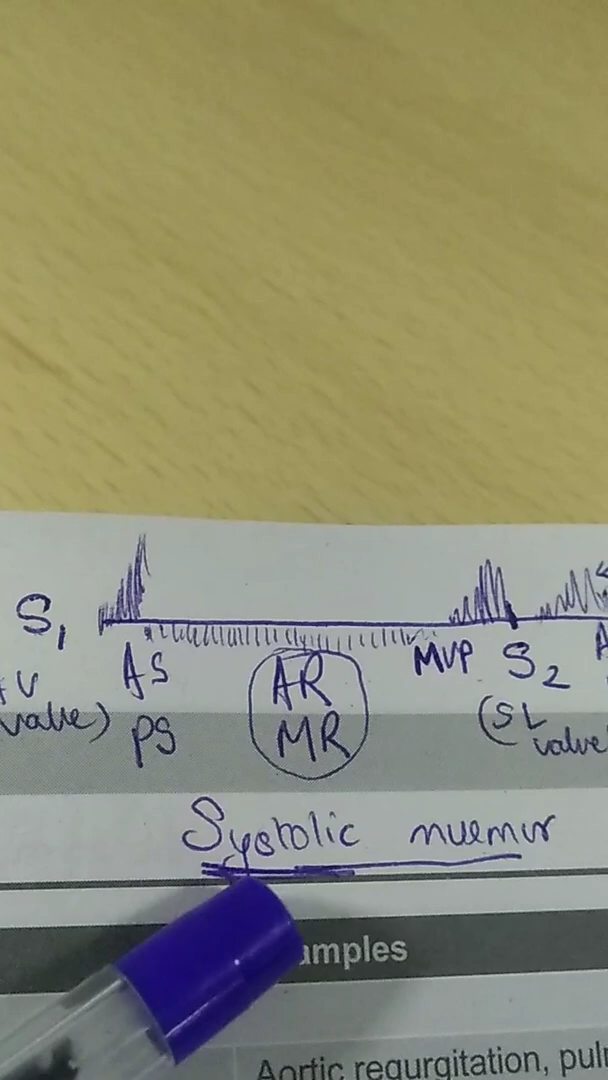 S₁ AS AR MVP S₂ A
V
valve) PS MR (SL
valve
Systolic muemur
amples
Aortic regurgitation, pul